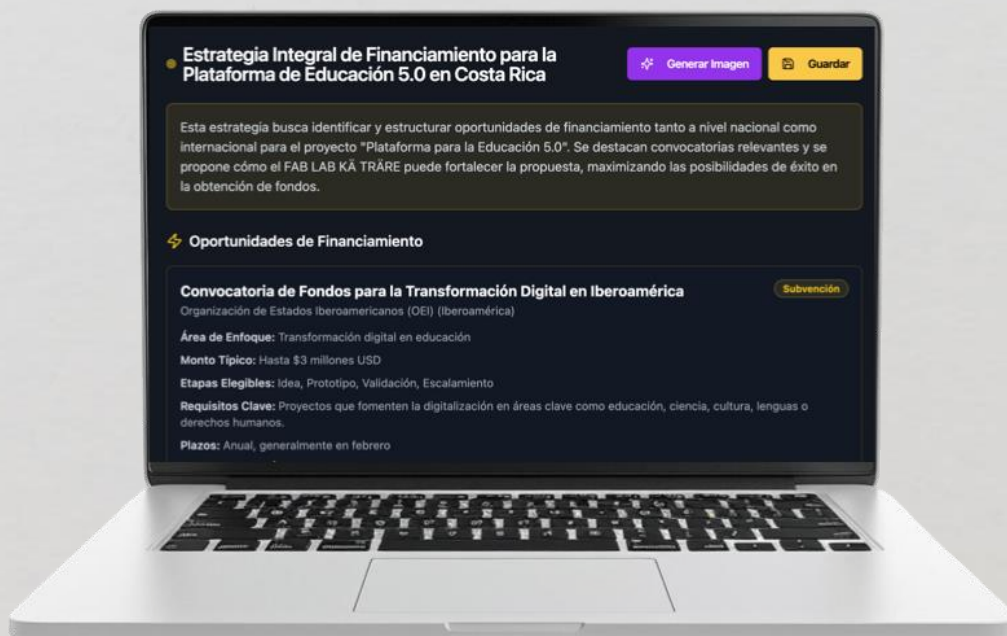 Estrategia Integral de Financiamiento para la
Plataforma de Educación 5.0 en Costa Rica
Generar Imagen
Guardar
Esta estrategia busca identificar y estructurar oportunidades de financiamiento tanto a nivel nacional como
internacional para el proyecto "Plataforma para la Educación 5.0". Se destacan convocatorias relevantes y se
propone cómo el FAB LAB KÄ TRÄRE puede fortalecer la propuesta, maximizando las posibilidades de éxito en
la obtención de fondos.
Oportunidades de Financiamiento
Convocatoria de Fondos para la Transformación Digital en Iberoamérica
Subvención
Organización de Estados Iberoamericanos (OEI) (Iberoamérica)
Área de Enfoque: Transformación digital en educación
Monto Típico: Hasta $3 millones USD
Etapas Elegibles: Idea, Prototipo, Validación, Escalamiento
Requisitos Clave: Proyectos que fomenten la digitalización en áreas clave como educación, ciencia, cultura, lenguas o
derechos humanos.
Plazos: Anual, generalmente en febrero